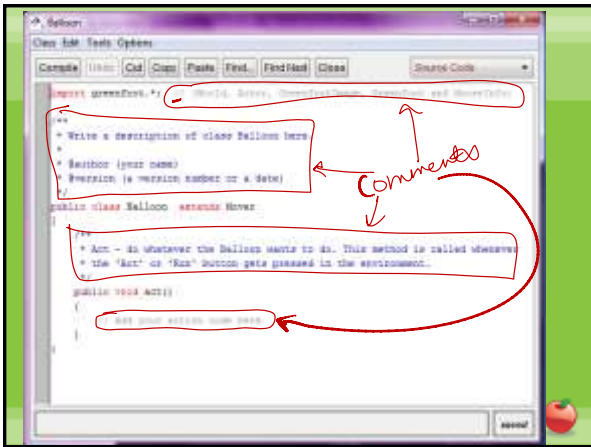 Balloon
Class Edit Tools Options
Compile Undo Cut Copy Paste Find... Find Next Close Source Code
import greenfoot.*; // (World, Actor, GreenfootImage, Greenfoot and MouseInfo)
/**
* Write a description of class Balloon here.
*
* @author (your name)
* @version (a version number or a date)
*/
comments
public class Balloon extends Mover
{
/**
* Act - do whatever the Balloon wants to do. This method is called whenever
* the 'Act' or 'Run' button gets pressed in the environment.
*/
public void act()
{
// Add your action code here.
}
}
saved